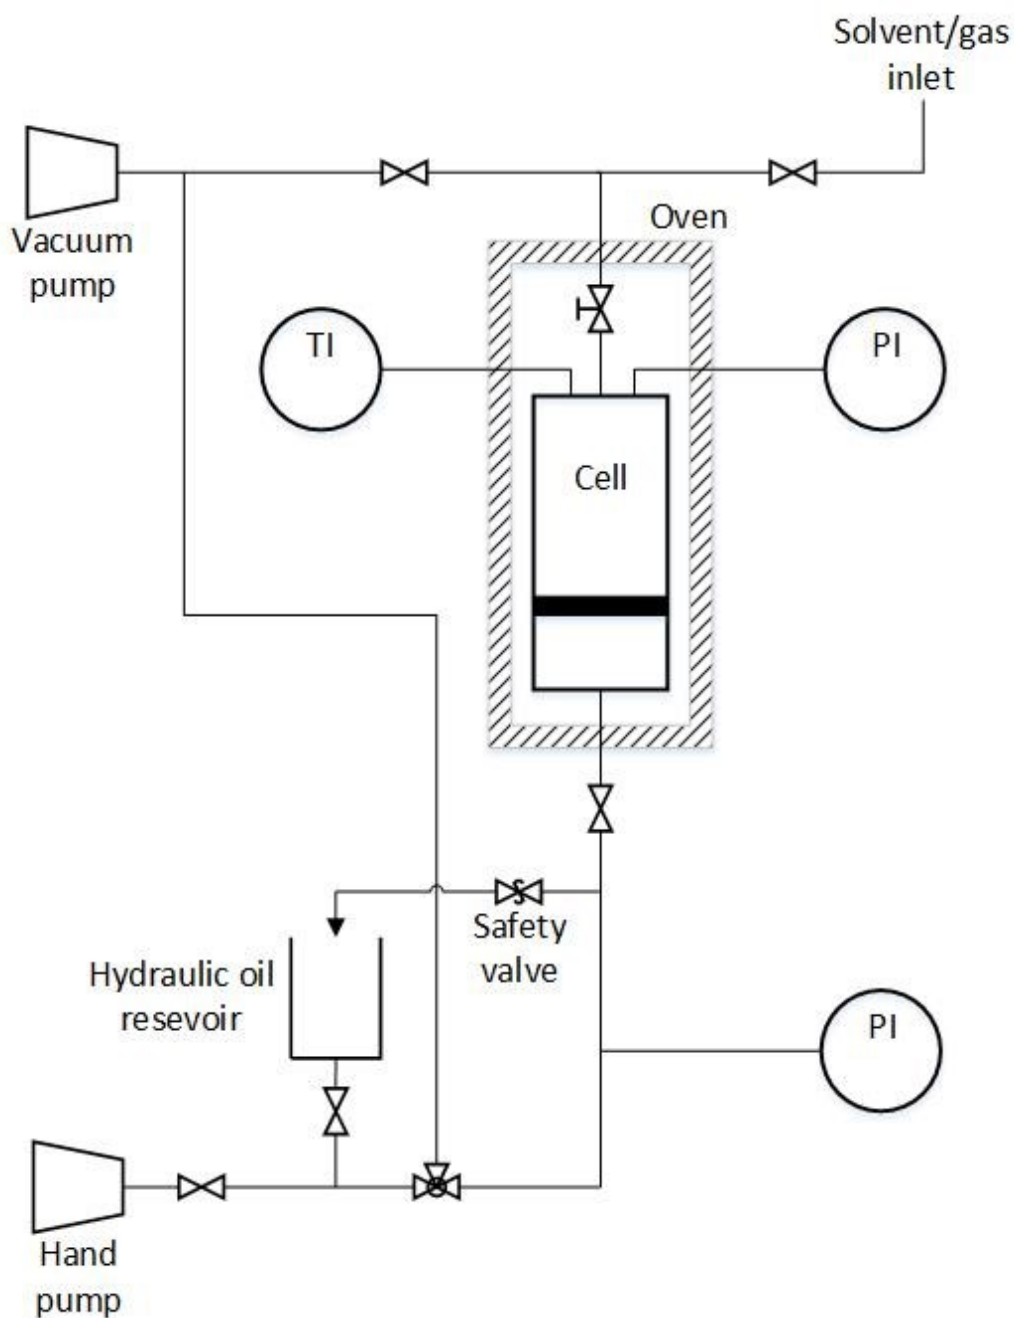 Solvent/gas
inlet
Vacuum
pump
Oven
TI
PI
Cell
Safety
valve
Hydraulic oil
resevoir
PI
Hand
pump